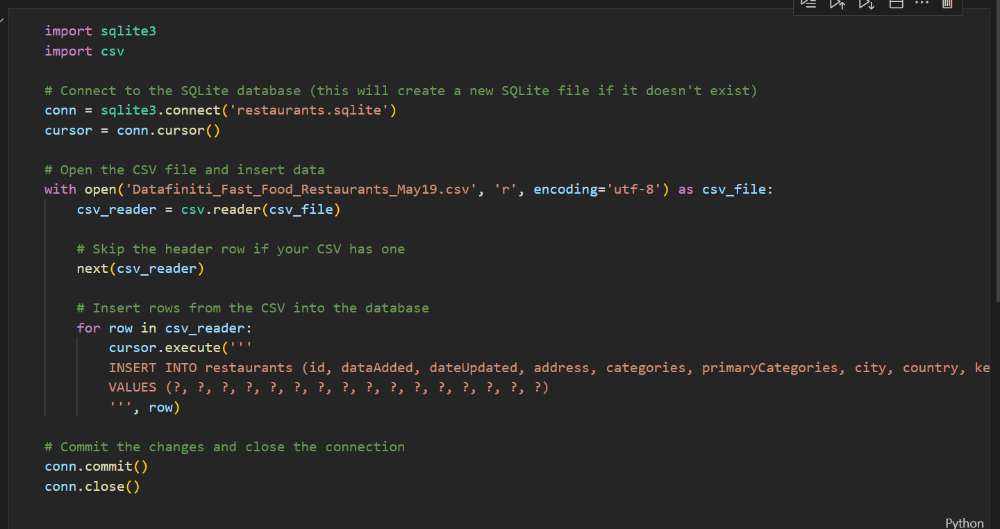 import sqlite3
import csv
# Connect to the SQLite database (this will create a new SQLite file if it doesn't exist)
conn = sqlite3.connect('restaurants.sqlite')
cursor = conn.cursor()
# Open the CSV file and insert data
with open('Datafiniti_Fast_Food_Restaurants_May19.csv', 'r', encoding='utf-8') as csv_file:
    csv_reader = csv.reader(csv_file)
    # Skip the header row if your CSV has one
    next(csv_reader)
    # Insert rows from the CSV into the database
    for row in csv_reader:
        cursor.execute('''
        INSERT INTO restaurants (id, dataAdded, dateUpdated, address, categories, primaryCategories, city, country, ke
        VALUES (?, ?, ?, ?, ?, ?, ?, ?, ?, ?, ?, ?, ?, ?, ?, ?)
        ''', row)
# Commit the changes and close the connection
conn.commit()
conn.close()
Python